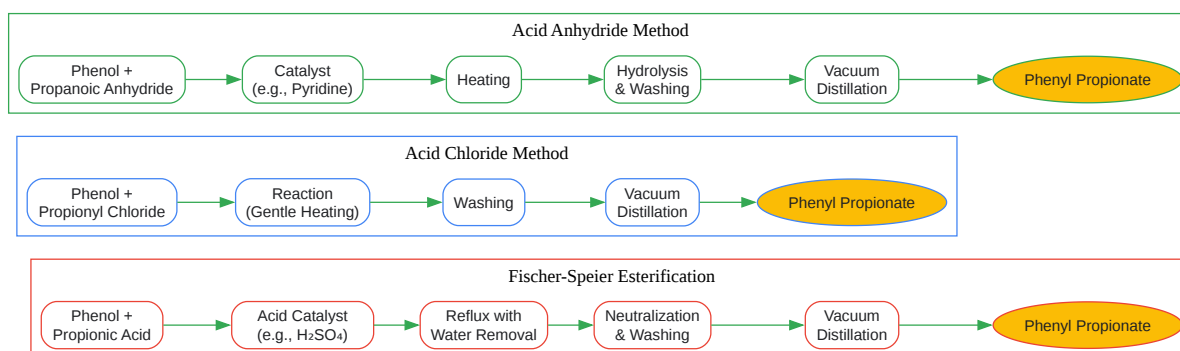 Acid Anhydride Method
Phenol +
Propanoic Anhydride
Catalyst
(e.g., Pyridine)
Heating
Hydrolysis
& Washing
Vacuum
Distillation
Phenyl Propionate
Acid Chloride Method
Phenol +
Propionyl Chloride
Reaction
(Gentle Heating)
Washing
Vacuum
Distillation
Phenyl Propionate
Fischer-Speier Esterification
Phenol +
Propionic Acid
Acid Catalyst
(e.g., H₂SO₄)
Reflux with
Water Removal
Neutralization
& Washing
Vacuum
Distillation
Phenyl Propionate